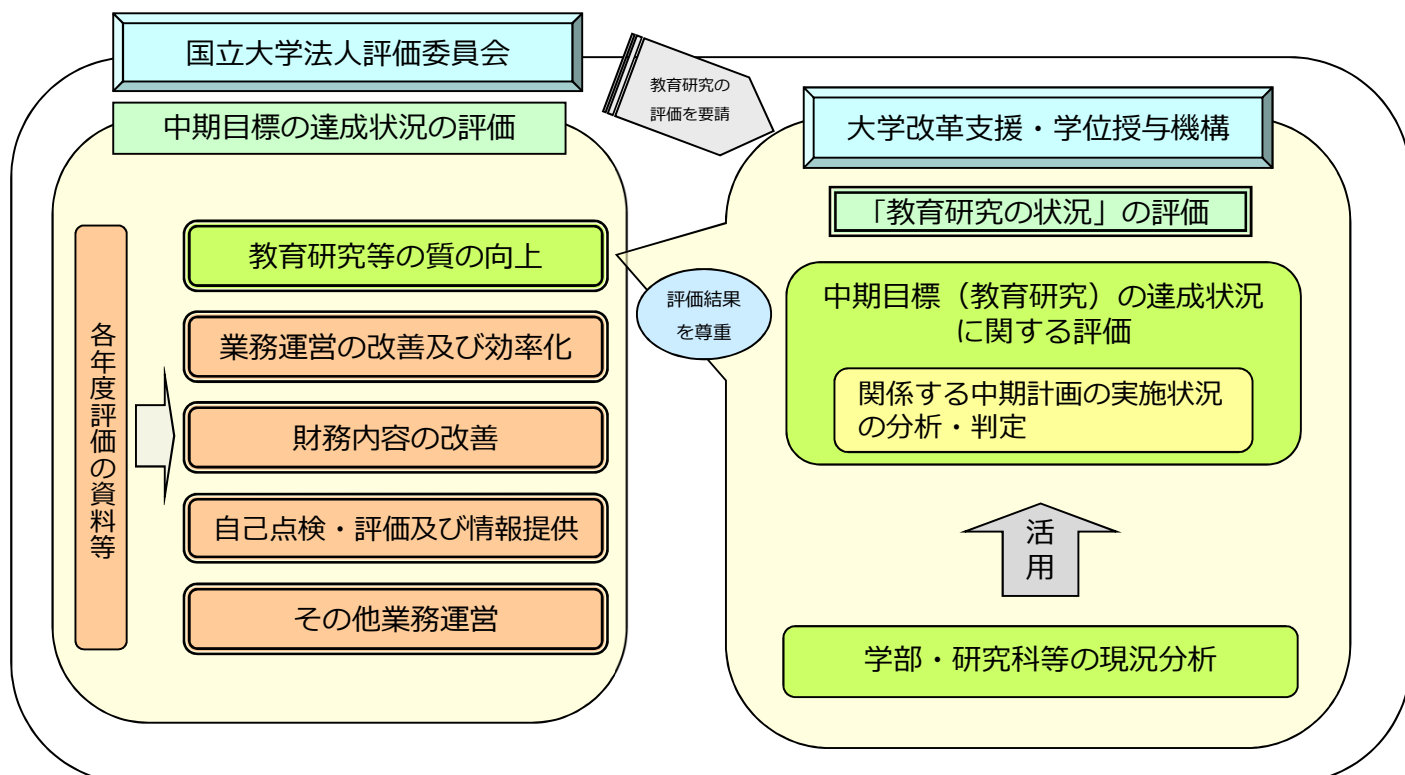 国立大学法人評価委員会
中期目標の達成状況の評価
各年度評価の資料等
教育研究等の質の向上
業務運営の改善及び効率化
財務内容の改善
自己点検・評価及び情報提供
その他業務運営
教育研究の
評価を要請
評価結果
を尊重
大学改革支援・学位授与機構
「教育研究の状況」の評価
中期目標（教育研究）の達成状況
に関する評価
関係する中期計画の実施状況
の分析・判定
活
用
学部・研究科等の現況分析